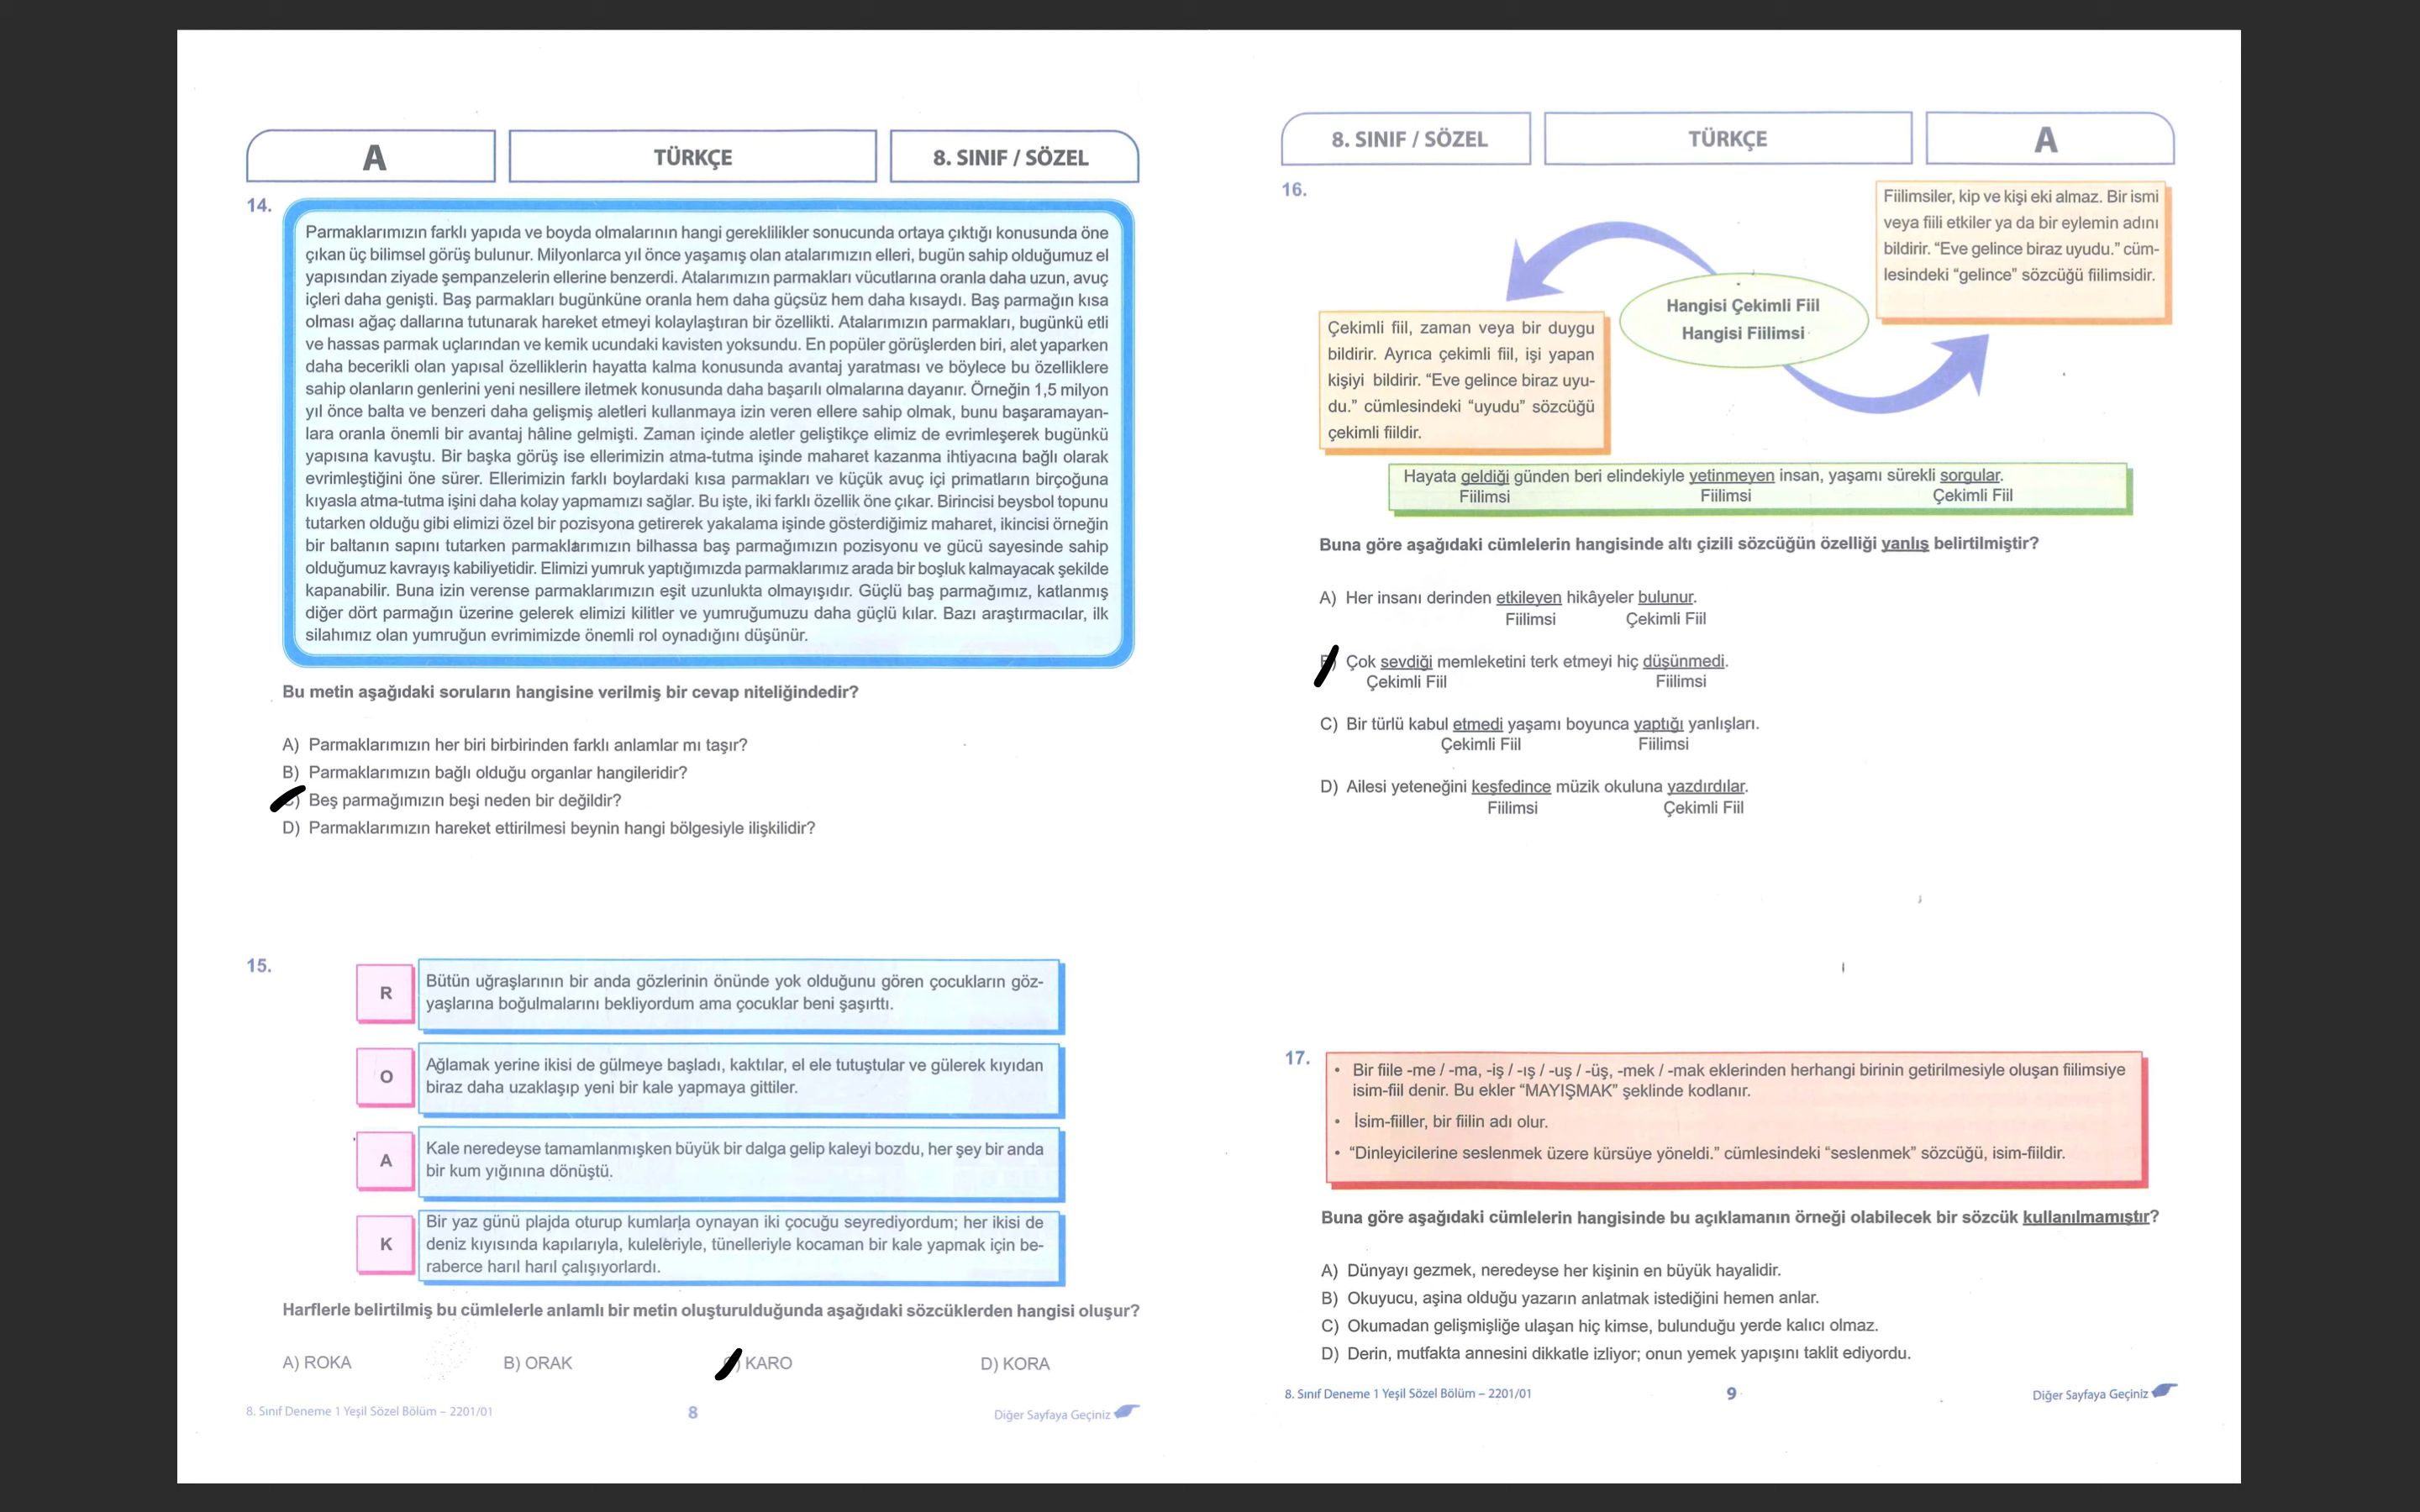 A
TÜRKÇE
8. SINIF / SÖZEL
14.
Parmaklarımızın farklı yapıda ve boyda olmalarının hangi gereklilikler sonucunda ortaya çıktığı konusunda öne
çıkan üç bilimsel görüş bulunur. Milyonlarca yıl önce yaşamış olan atalarımızın elleri, bugün sahip olduğumuz el
yapısından ziyade şempanzelerin ellerine benzerdi. Atalarımızın parmakları vücutlarına oranla daha uzun, avuç
içleri daha genişti. Baş parmakları bugünküne oranla hem daha güçsüz hem daha kısaydı. Baş parmağın kısa
olması ağaç dallarına tutunarak hareket etmeyi kolaylaştıran bir özellikti. Atalarımızın parmakları, bugünkü etli
ve hassas parmak uçlarından ve kemik ucundaki kavisten yoksundu. En popüler görüşlerden biri, alet yaparken
daha becerikli olan yapısal özelliklerin hayatta kalma konusunda avantaj yaratması ve böylece bu özelliklere
sahip olanların genlerini yeni nesillere iletmek konusunda daha başarılı olmalarına dayanır. Örneğin 1,5 milyon
yıl önce balta ve benzeri daha gelişmiş aletleri kullanmaya izin veren ellere sahip olmak, bunu başaramayan-
lara oranla önemli bir avantaj hâline gelmişti. Zaman içinde aletler geliştikçe elimiz de evrimleşerek bugünkü
yapısına kavuştu. Bir başka görüş ise ellerimizin atma-tutma işinde maharet kazanma ihtiyacına bağlı olarak
evrimleştiğini öne sürer. Ellerimizin farklı boylardaki kısa parmakları ve küçük avuç içi primatların birçoğuna
kıyasla atma-tutma işini daha kolay yapmamızı sağlar. Bu işte, iki farklı özellik öne çıkar. Birincisi beysbol topunu
tutarken olduğu gibi elimizi özel bir pozisyona getirerek yakalama işinde gösterdiğimiz maharet, ikincisi örneğin
bir baltanın sapını tutarken parmaklarımızın bilhassa baş parmağımızın pozisyonu ve gücü sayesinde sahip
olduğumuz kavrayış kabiliyetidir. Elimizi yumruk yaptığımızda parmaklarımız arada bir boşluk kalmayacak şekilde
kapanabilir. Buna izin verense parmaklarımızın eşit uzunlukta olmayışıdır. Güçlü baş parmağımız, katlanmış
diğer dört parmağın üzerine gelerek elimizi kilitler ve yumruğumuzu daha güçlü kılar. Bazı araştırmacılar, ilk
silahımız olan yumruğun evrimimizde önemli rol oynadığını düşünür.
Bu metin aşağıdaki soruların hangisine verilmiş bir cevap niteliğindedir?
A) Parmaklarımızın her biri birbirinden farklı anlamlar mı taşır?
B) Parmaklarımızın bağlı olduğu organlar hangileridir?
C) Beş parmağımızın beşi neden bir değildir?
D) Parmaklarımızın hareket ettirilmesi beynin hangi bölgesiyle ilişkilidir?
15.
R
Bütün uğraşlarının bir anda gözlerinin önünde yok olduğunu gören çocukların göz-
yaşlarına boğulmalarını bekliyordum ama çocuklar beni şaşırttı.
O
Ağlamak yerine ikisi de gülmeye başladı, kaktılar, el ele tutuştular ve gülerek kıyıdan
biraz daha uzaklaşıp yeni bir kale yapmaya gittiler.
A
Kale neredeyse tamamlanmışken büyük bir dalga gelip kaleyi bozdu, her şey bir anda
bir kum yığınına dönüştü.
K
Bir yaz günü plajda oturup kumlarla oynayan iki çocuğu seyrediyordum; her ikisi de
deniz kıyısında kapılarıyla, kuleleriyle, tünelleriyle kocaman bir kale yapmak için be-
raberce harıl harıl çalışıyorlardı.
Harflerle belirtilmiş bu cümlelerle anlamlı bir metin oluşturulduğunda aşağıdaki sözcüklerden hangisi oluşur?
A) ROKA B) ORAK C) KARO D) KORA
8. Sınıf Deneme 1 Yeşil Sözel Bölüm – 2201/01
8
Diğer Sayfaya Geçiniz
8. SINIF / SÖZEL
TÜRKÇE
A
16.
Fiilimsiler, kip ve kişi eki almaz. Bir ismi
veya fiili etkiler ya da bir eylemin adını
bildirir. “Eve gelince biraz uyudu.” cüm-
lesindeki “gelince” sözcüğü fiilimsidir.
Hangisi Çekimli Fiil
Hangisi Fiilimsi
Çekimli fiil, zaman veya bir duygu
bildirir. Ayrıca çekimli fiil, işi yapan
kişiyi bildirir. “Eve gelince biraz uyu-
du.” cümlesindeki “uyudu” sözcüğü
çekimli fiildir.
Hayata geldiği günden beri elindekiyle yetinmeyen insan, yaşamı sürekli sorgular.
Fiilimsi Fiilimsi Çekimli Fiil
Buna göre aşağıdaki cümlelerin hangisinde altı çizili sözcüğün özelliği yanlış belirtilmiştir?
A) Her insanı derinden etkileyen hikâyeler bulunur.
Fiilimsi Çekimli Fiil
B) Çok sevdiği memleketini terk etmeyi hiç düşünmedi.
Çekimli Fiil Fiilimsi
C) Bir türlü kabul etmedi yaşamı boyunca yaptığı yanlışları.
Çekimli Fiil Fiilimsi
D) Ailesi yeteneğini keşfedince müzik okuluna yazdırdılar.
Fiilimsi Çekimli Fiil
17.
• Bir fiile -me / -ma, -iş / -ış / -uş / -üş, -mek / -mak eklerinden herhangi birinin getirilmesiyle oluşan fiilimsiye
isim-fiil denir. Bu ekler “MAYIŞMAK” şeklinde kodlanır.
• İsim-fiiller, bir fiilin adı olur.
• “Dinleyicilerine seslenmek üzere kürsüye yöneldi.” cümlesindeki “seslenmek” sözcüğü, isim-fiildir.
Buna göre aşağıdaki cümlelerin hangisinde bu açıklamanın örneği olabilecek bir sözcük kullanılmamıştır?
A) Dünyayı gezmek, neredeyse her kişinin en büyük hayalidir.
B) Okuyucu, aşina olduğu yazarın anlatmak istediğini hemen anlar.
C) Okumadan gelişmişliğe ulaşan hiç kimse, bulunduğu yerde kalıcı olmaz.
D) Derin, mutfakta annesini dikkatle izliyor; onun yemek yapışını taklit ediyordu.
8. Sınıf Deneme 1 Yeşil Sözel Bölüm – 2201/01
9
Diğer Sayfaya Geçiniz